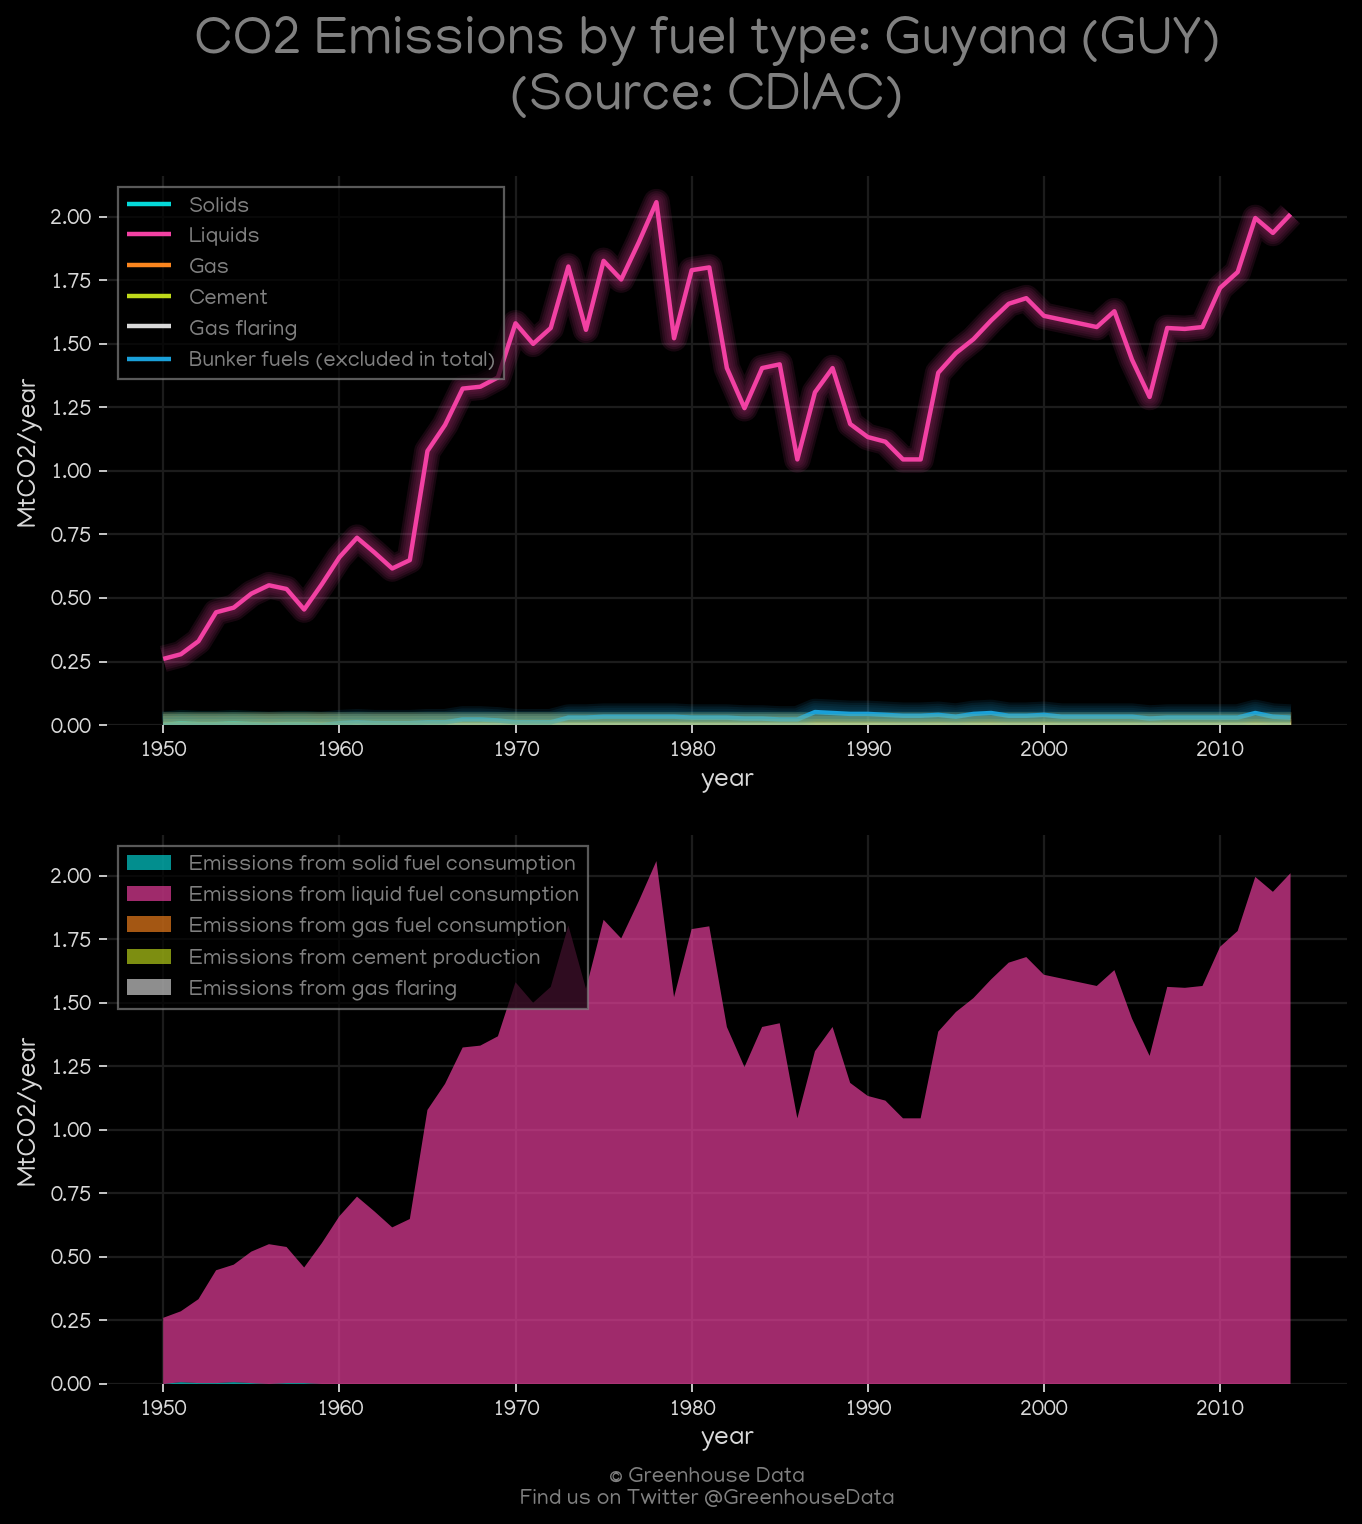 CO2 Emissions by fuel type: Guyana (GUY)
(Source: CDIAC)
Solids
Liquids
Gas
Cement
Gas flaring
Bunker fuels (excluded in total)
2.00
1.75
1.50
1.25
1.00
0.75
0.50
0.25
0.00
MtCO2/year
1950 1960 1970 1980 1990 2000 2010
year
Emissions from solid fuel consumption
Emissions from liquid fuel consumption
Emissions from gas fuel consumption
Emissions from cement production
Emissions from gas flaring
2.00
1.75
1.50
1.25
1.00
0.75
0.50
0.25
0.00
MtCO2/year
1950 1960 1970 1980 1990 2000 2010
year
© Greenhouse Data
Find us on Twitter @GreenhouseData